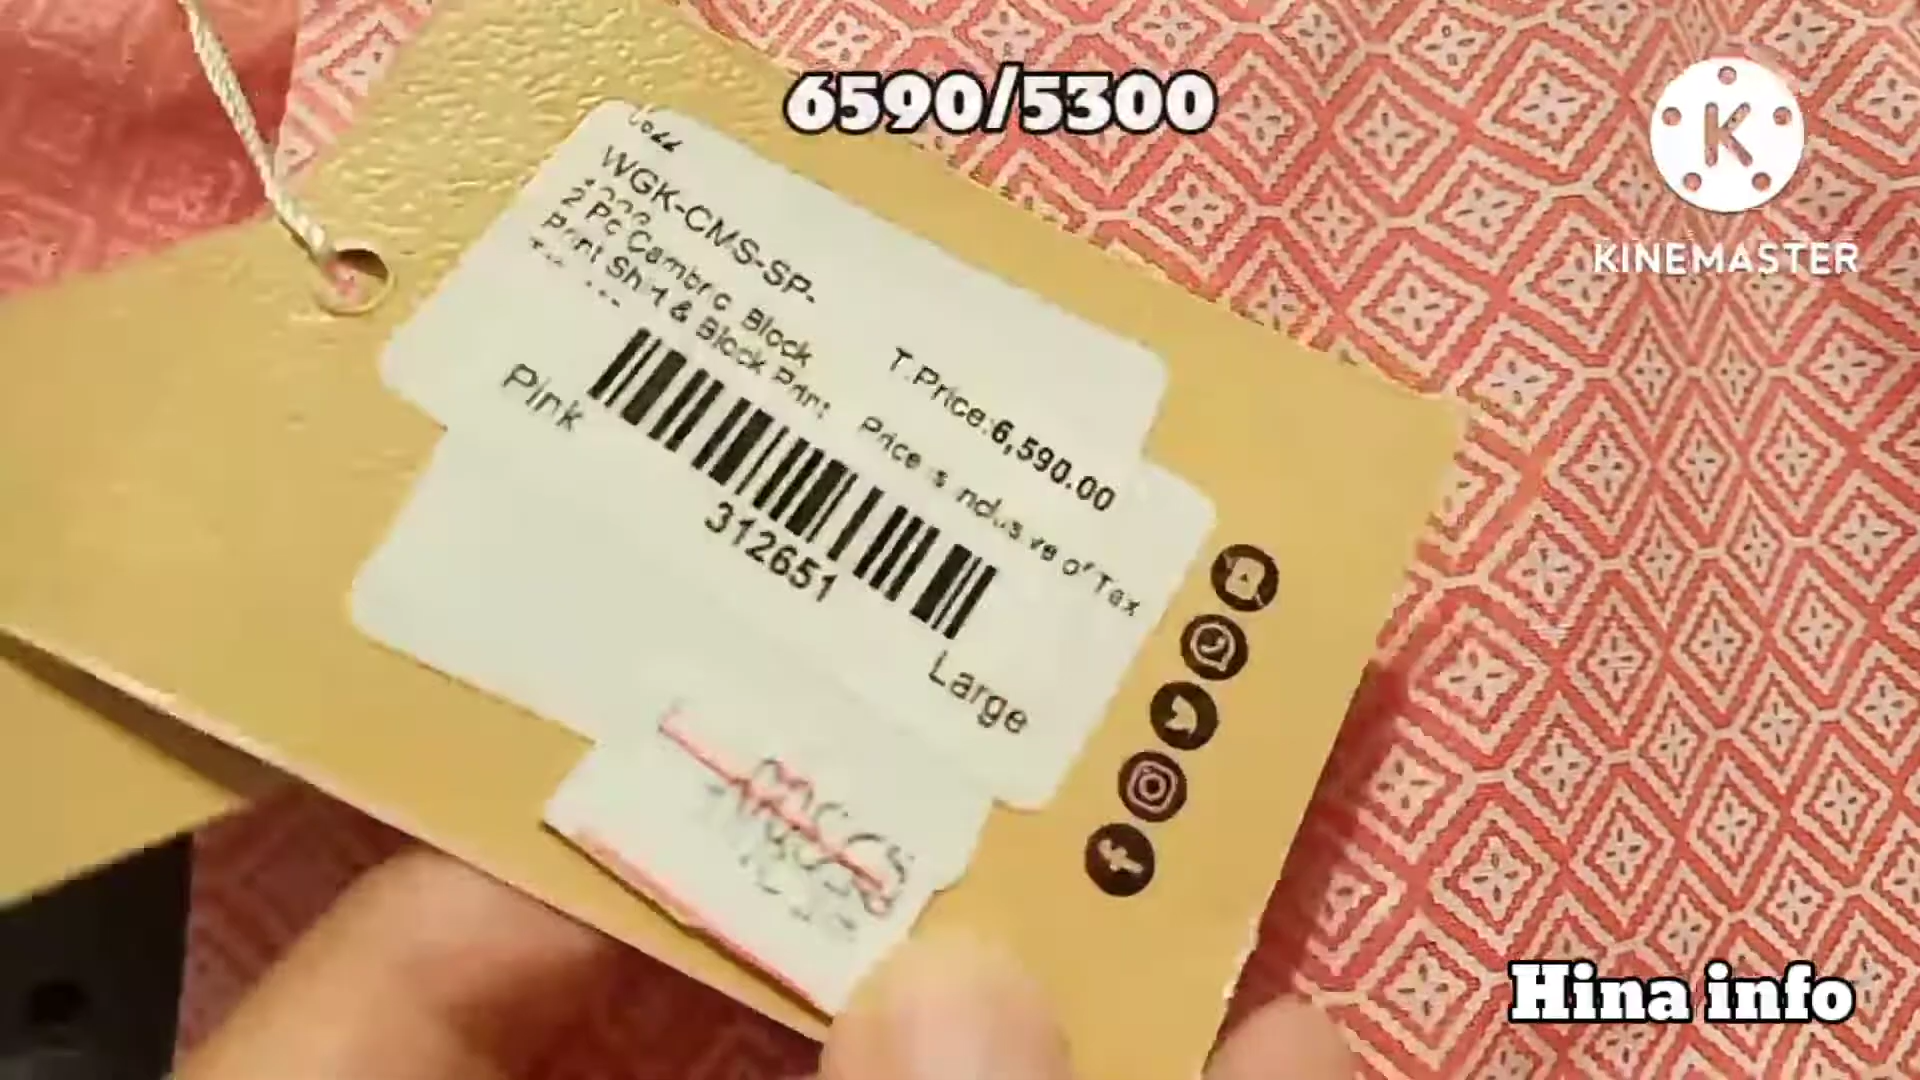 6590/5300
KINEMASTER
WGK-CMS-SP-
2 Pc Cambric Block
Print Shirt & Block Print
T.Price:6,590.00
Price is inclusive of Tax
Pink
312651
Large
Hina info